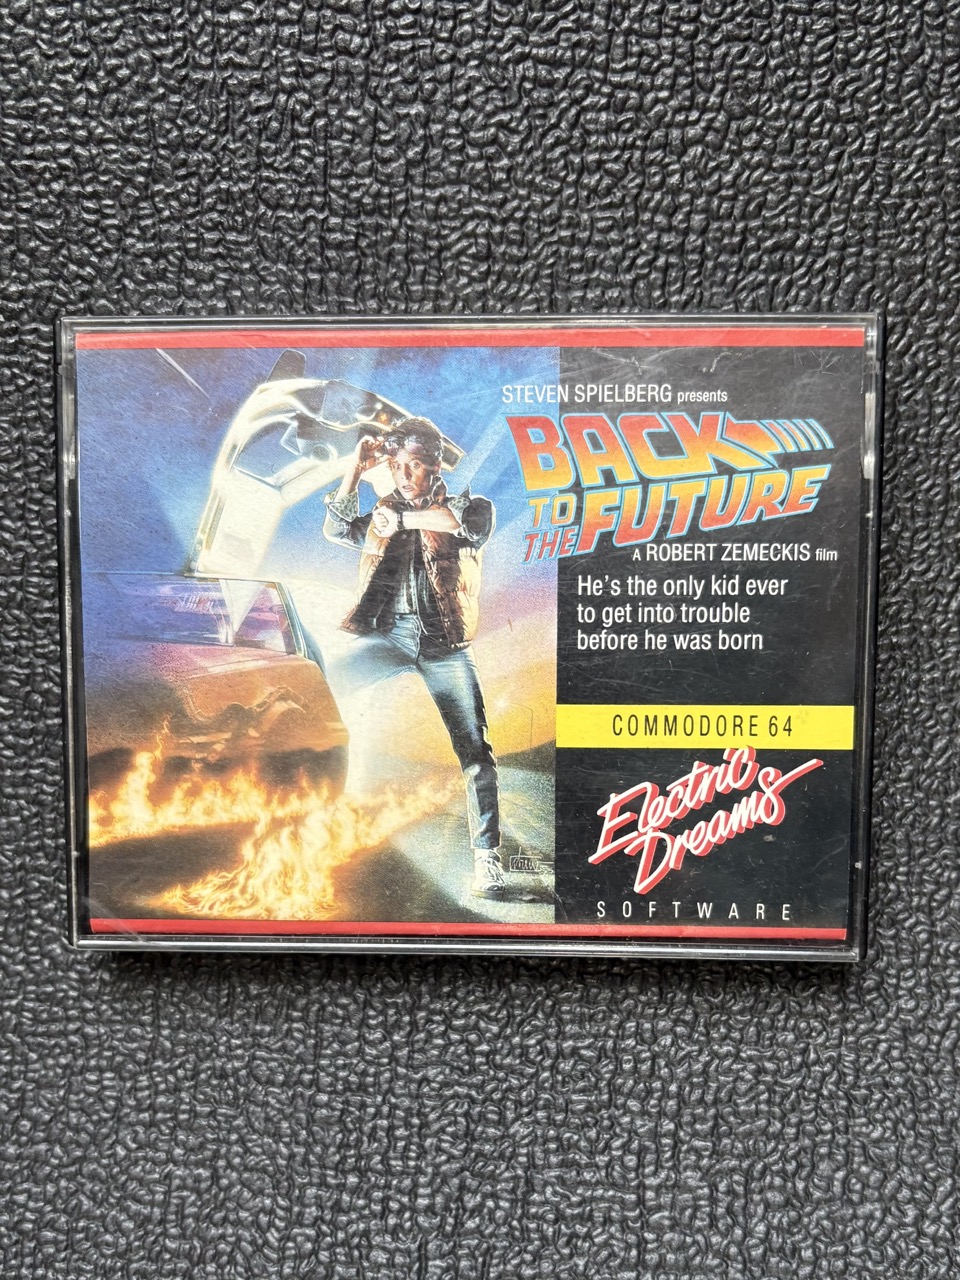 STEVEN SPIELBERG presents
BACK
TO
THE FUTURE
A ROBERT ZEMECKIS film
He's the only kid ever
to get into trouble
before he was born
COMMODORE 64
Electric
Dreams
SOFTWARE